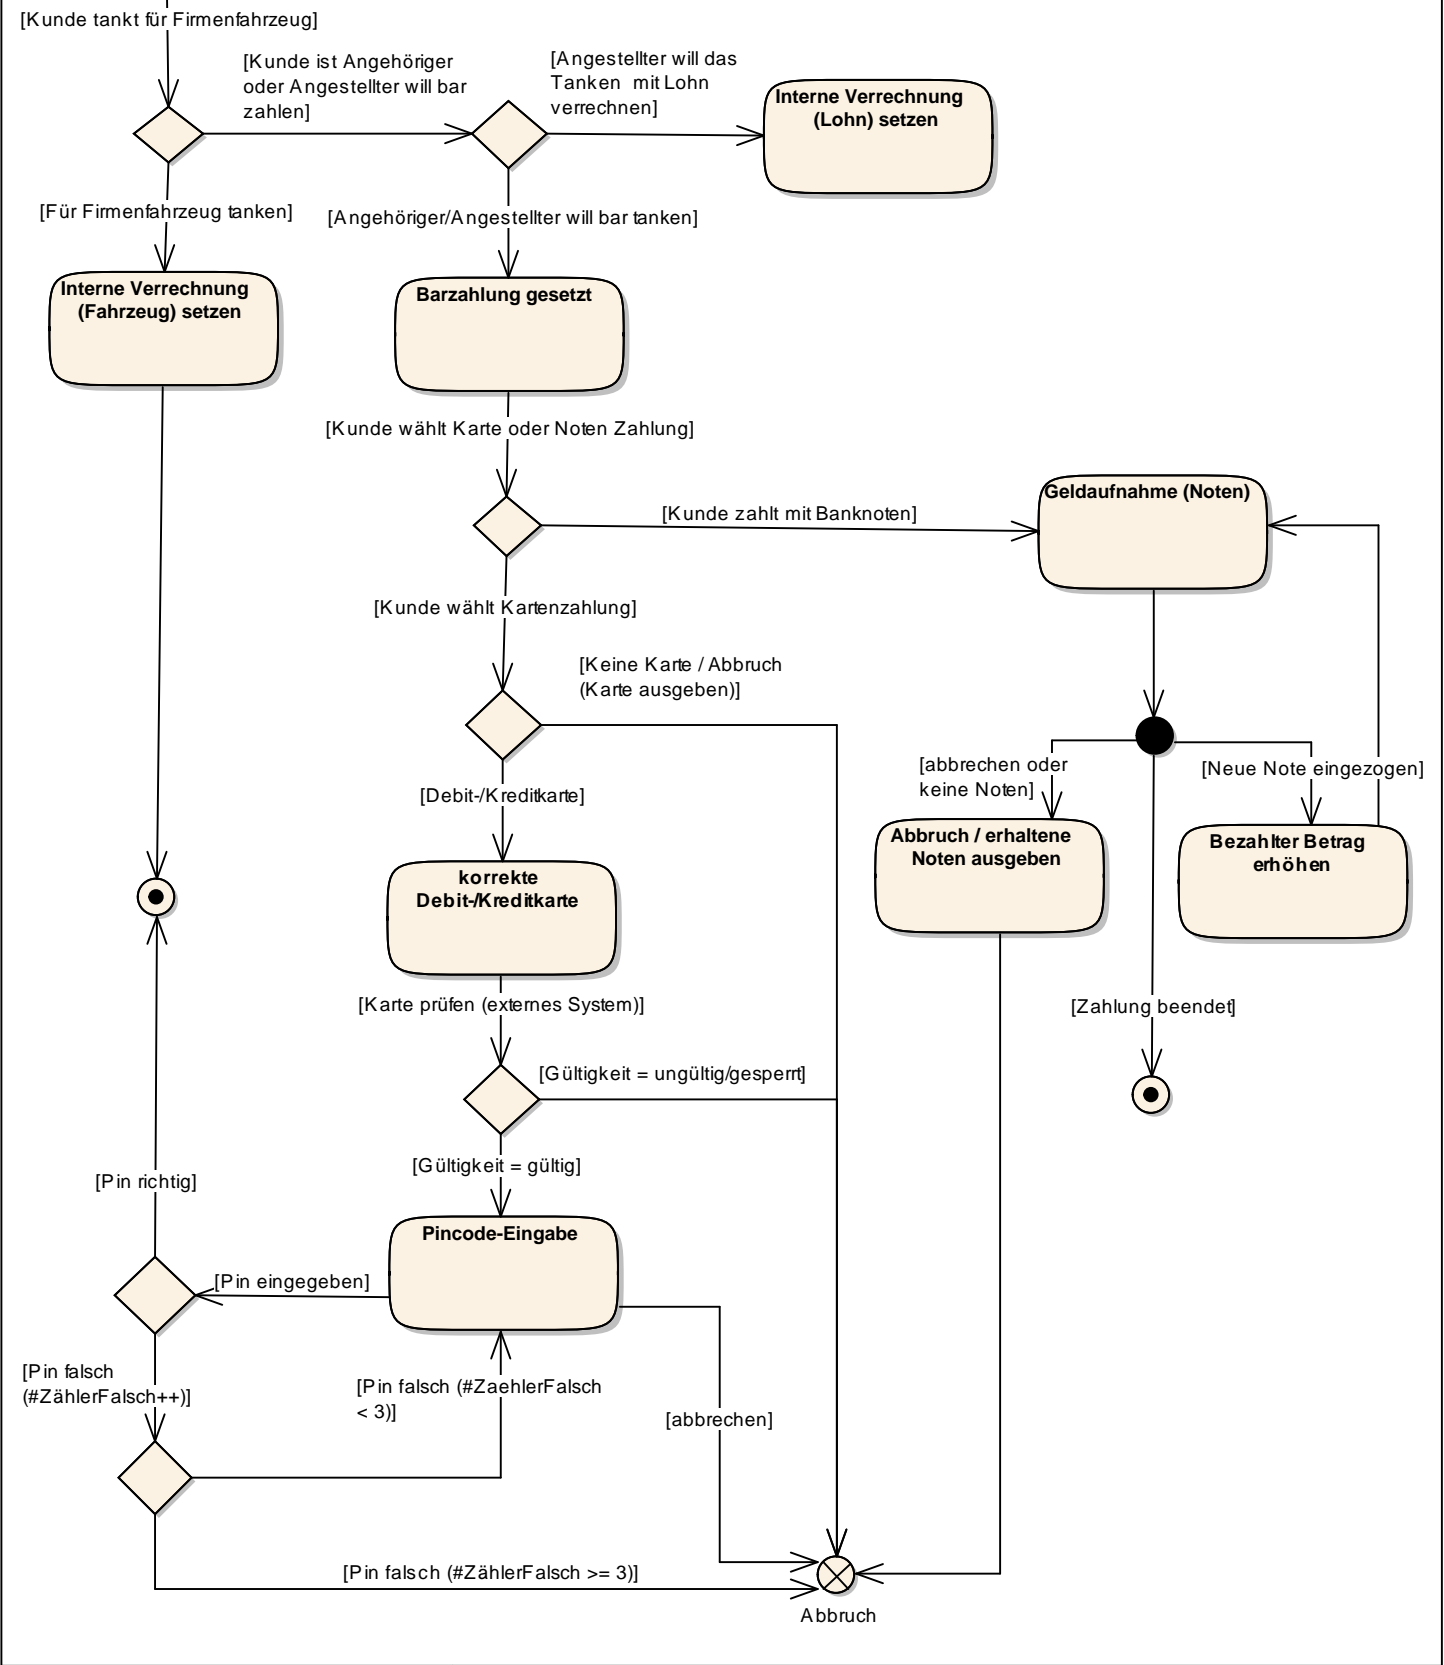 [Kunde tankt für Firmenfahrzeug]
[Kunde ist Angehöriger
oder Angestellter will bar
zahlen]
[Angestellter will das
Tanken mit Lohn
verrechnen]
Interne Verrechnung
(Lohn) setzen
[Für Firmenfahrzeug tanken]
[Angehöriger/Angestellter will bar tanken]
Interne Verrechnung
(Fahrzeug) setzen
Barzahlung gesetzt
[Kunde wählt Karte oder Noten Zahlung]
Geldaufnahme (Noten)
[Kunde zahlt mit Banknoten]
[Kunde wählt Kartenzahlung]
[Keine Karte / Abbruch
(Karte ausgeben)]
[abbrechen oder
keine Noten]
[Neue Note eingezogen]
[Debit-/Kreditkarte]
Abbruch / erhaltene
Noten ausgeben
Bezahlter Betrag
erhöhen
korrekte
Debit-/Kreditkarte
[Karte prüfen (externes System)]
[Zahlung beendet]
[Gültigkeit = ungültig/gesperrt]
[Gültigkeit = gültig]
[Pin richtig]
Pincode-Eingabe
[Pin eingegeben]
[Pin falsch
(#ZählerFalsch++)]
[Pin falsch (#ZaehlerFalsch
< 3)]
[abbrechen]
[Pin falsch (#ZählerFalsch >= 3)]
Abbruch